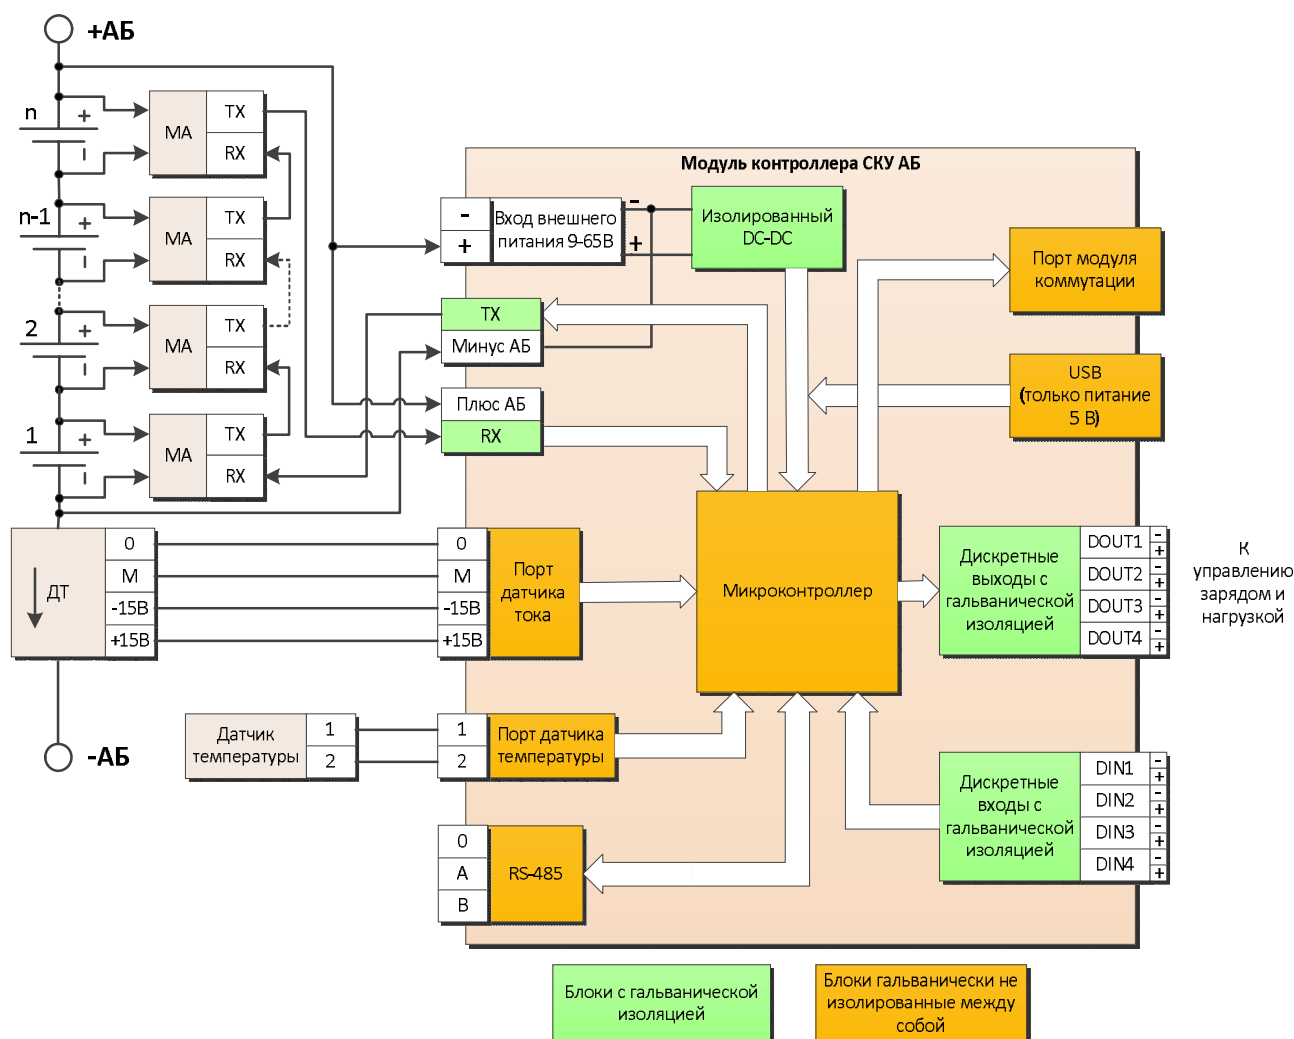 +АБ
n
+
–
МА
TX
RX
n-1
+
–
МА
TX
RX
2
+
–
МА
TX
RX
1
+
–
МА
TX
RX
Модуль контроллера СКУ АБ
-
+
Вход внешнего
питания 9-65В
-
+
Изолированный
DC-DC
Порт модуля
коммутации
TX
Минус АБ
USB
(только питание
5 В)
Плюс АБ
RX
ДТ
0
М
-15В
+15В
0
М
-15В
+15В
Порт
датчика
тока
Микроконтроллер
Дискретные
выходы с
гальванической
изоляцией
DOUT1
-
+
DOUT2
-
+
DOUT3
-
+
DOUT4
-
+
К
управлению
зарядом и
нагрузкой
-АБ
Датчик
температуры
1
2
1
2
Порт датчика
температуры
Дискретные
входы с
гальванической
изоляцией
DIN1
-
+
DIN2
-
+
DIN3
-
+
DIN4
-
+
0
A
B
RS-485
Блоки с гальванической
изоляцией
Блоки гальванически не
изолированные между
собой